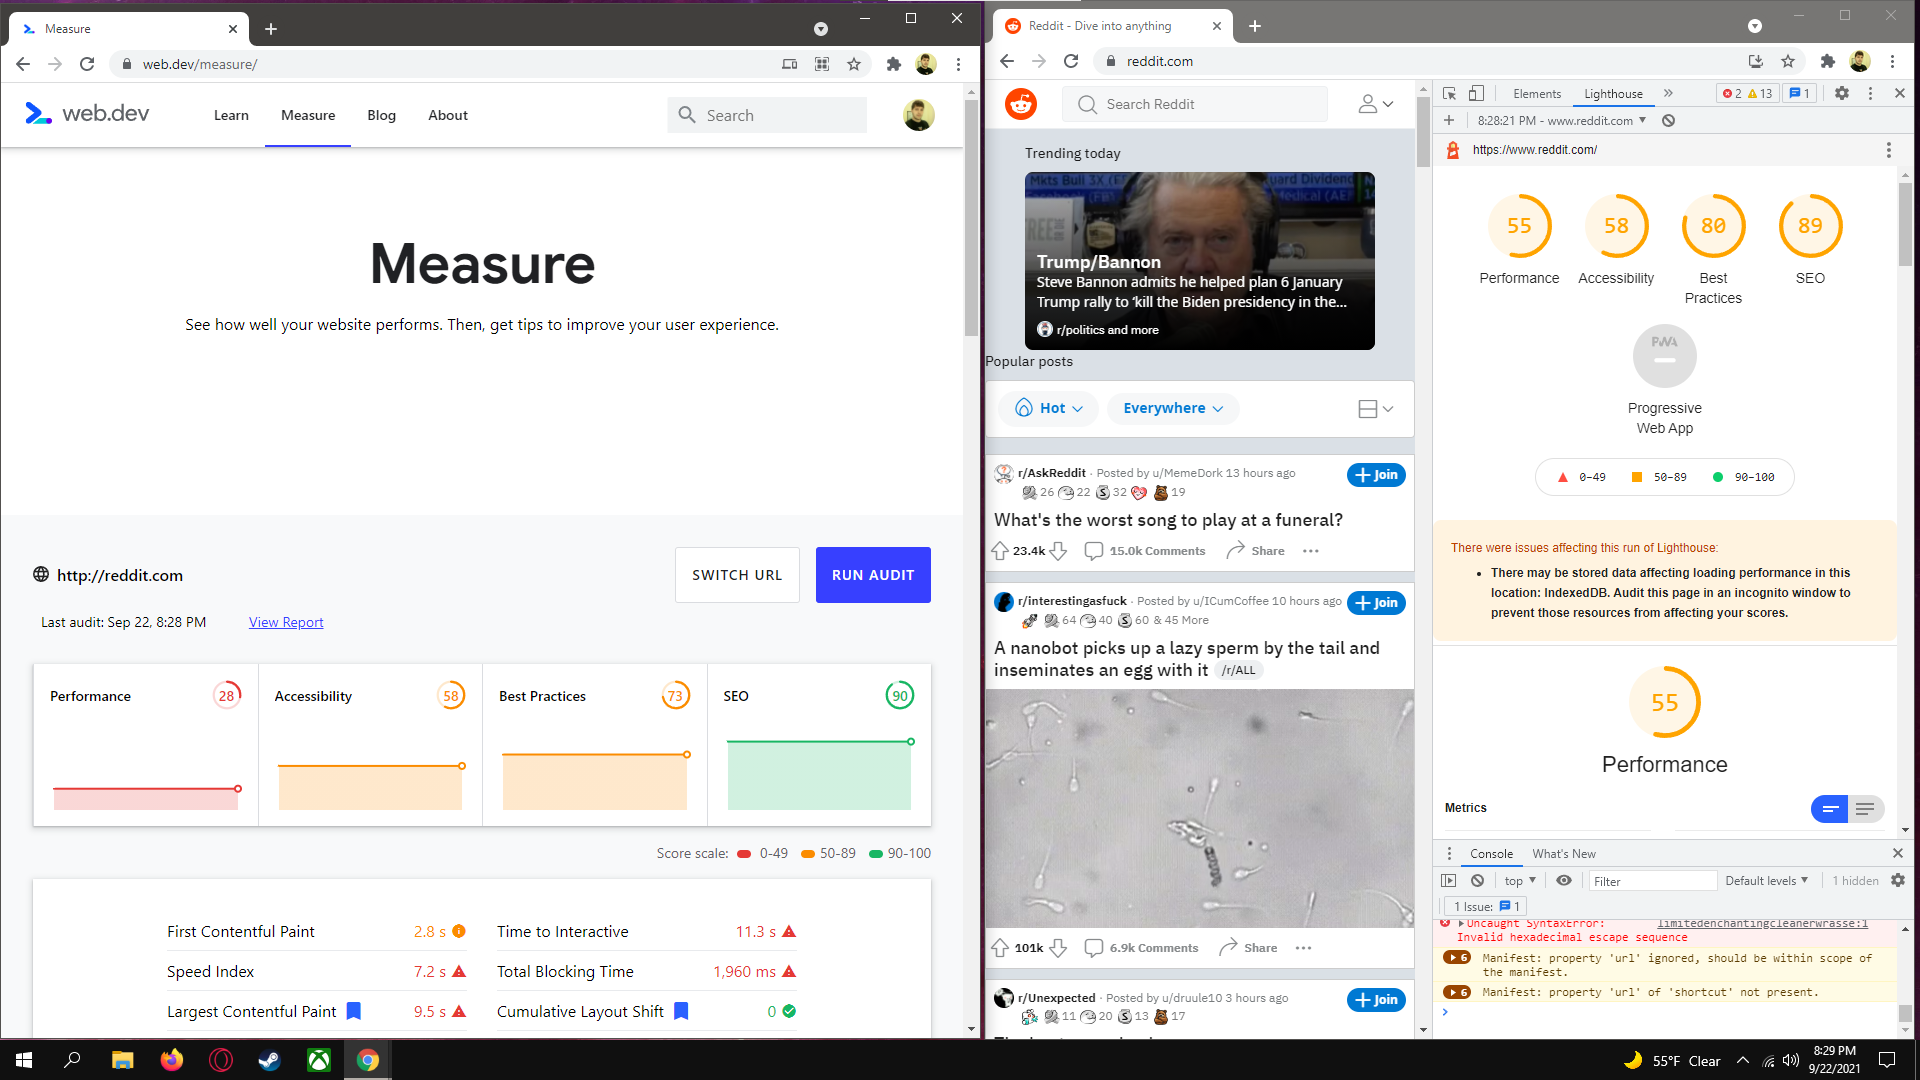 Measure
web.dev/measure/
web.dev
Learn
Measure
Blog
About
Search
Measure
See how well your website performs. Then, get tips to improve your user experience.
http://reddit.com
SWITCH URL
RUN AUDIT
Last audit: Sep 22, 8:28 PM
View Report
Performance 28
Accessibility 58
Best Practices 73
SEO 90
Score scale: 0-49 50-89 90-100
First Contentful Paint 2.8 s
Time to Interactive 11.3 s
Speed Index 7.2 s
Total Blocking Time 1,960 ms
Largest Contentful Paint 9.5 s
Cumulative Layout Shift 0
Reddit - Dive into anything
reddit.com
Search Reddit
Trending today
Mkts Bull 3X
uard Dividend
Medical (AE
Trump/Bannon
Steve Bannon admits he helped plan 6 January
Trump rally to ‘kill the Biden presidency in the...
r/politics and more
Popular posts
Hot
Everywhere
r/AskReddit · Posted by u/MemeDork 13 hours ago
Join
26 22 32 19
What's the worst song to play at a funeral?
23.4k
15.0k Comments
Share
r/interestingasfuck · Posted by u/ICumCoffee 10 hours ago
Join
64 40 60 & 45 More
A nanobot picks up a lazy sperm by the tail and
inseminates an egg with it /r/ALL
101k
6.9k Comments
Share
r/Unexpected · Posted by u/druule10 3 hours ago
Join
11 20 13 17
Elements
Lighthouse
2 13
1
8:28:21 PM - www.reddit.com
https://www.reddit.com/
55 58 80 89
Performance
Accessibility
Best
Practices
SEO
PWA
Progressive
Web App
0–49 50–89 90–100
There were issues affecting this run of Lighthouse:
• There may be stored data affecting loading performance in this
location: IndexedDB. Audit this page in an incognito window to
prevent those resources from affecting your scores.
55
Performance
Metrics
Console
What's New
top
Filter
Default levels
1 hidden
1 Issue: 1
Uncaught SyntaxError:
limitedenchantingcleanerwrasse:1
Invalid hexadecimal escape sequence
6 Manifest: property 'url' ignored, should be within scope of
the manifest.
6 Manifest: property 'url' of 'shortcut' not present.
55°F Clear
8:29 PM
9/22/2021